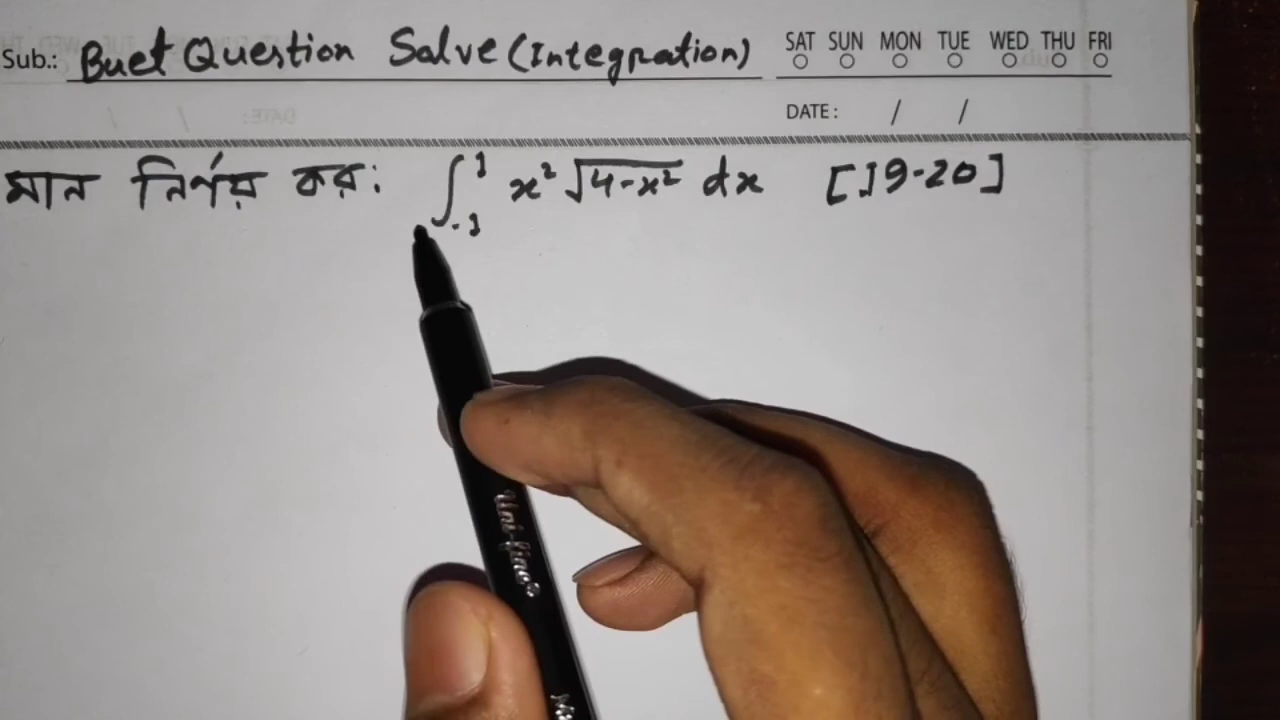 Sub.: Buet Question Solve (Integration) SAT SUN MON TUE WED THU FRI
DATE: / /
মান নির্ণয় কর: ∫₋₁¹ x² √(4-x²) dx [19-20]
Uni-fine